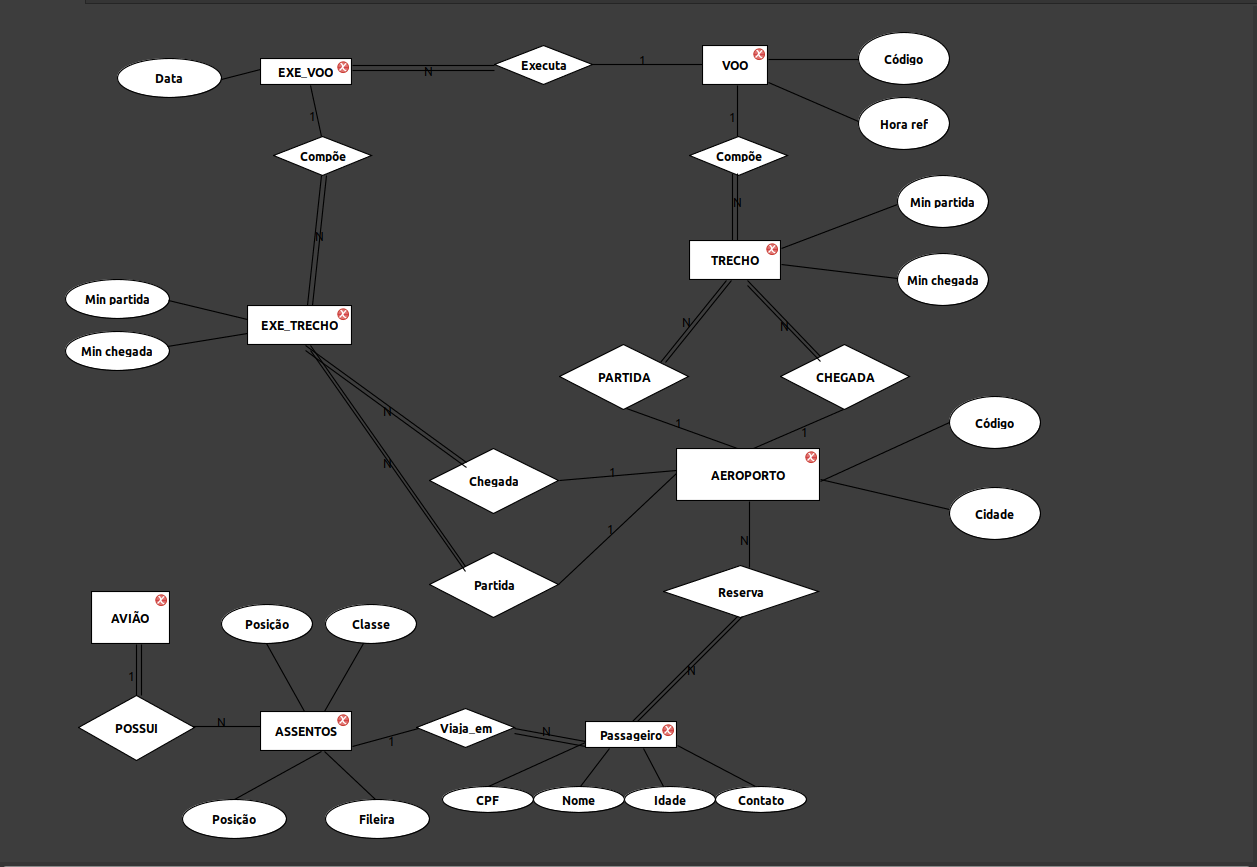 Data
EXE_VOO
N
Executa
1
VOO
Código
Hora ref
1
Compõe
N
1
Compõe
N
Min partida
Min chegada
TRECHO
Min partida
Min chegada
EXE_TRECHO
N
N
PARTIDA
CHEGADA
1
1
N
N
Chegada
1
AEROPORTO
Código
Cidade
Partida
1
N
Reserva
N
AVIÃO
1
POSSUI
N
Posição
Classe
ASSENTOS
1
Viaja_em
N
Passageiro
Posição
Fileira
CPF
Nome
Idade
Contato